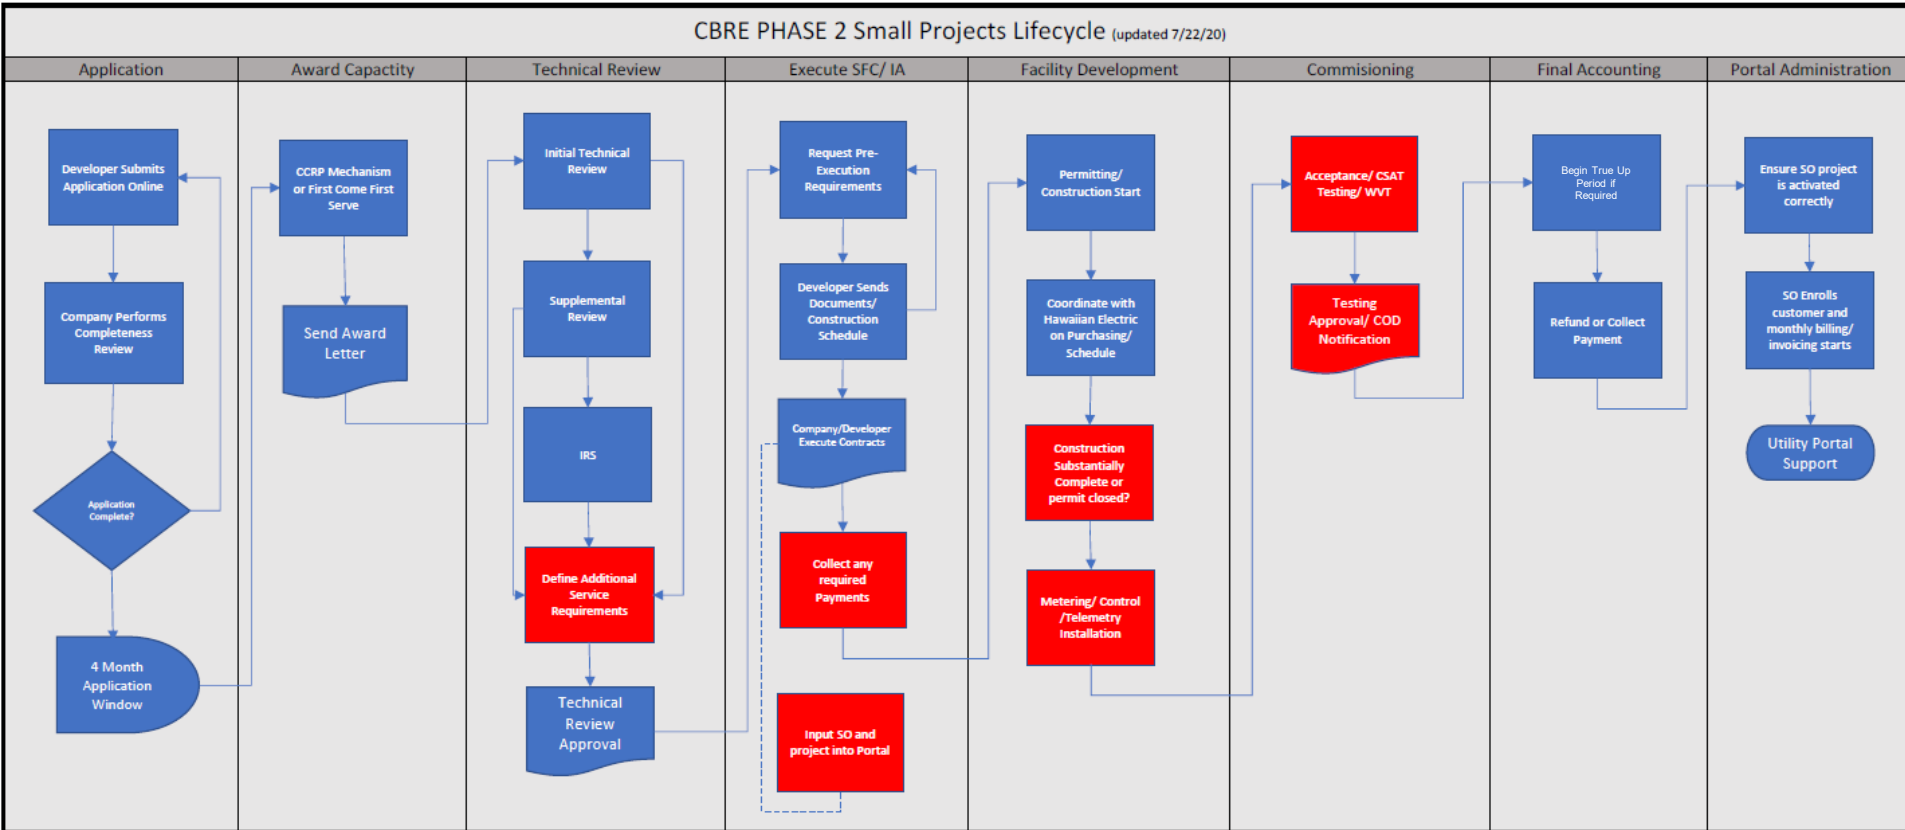 CBRE PHASE 2 Small Projects Lifecycle (updated 7/22/20)
Application
Award Capactity
Technical Review
Execute SFC/ IA
Facility Development
Commisioning
Final Accounting
Portal Administration
Developer Submits
Application Online
Company Performs
Completeness
Review
Application
Complete?
4 Month
Application
Window
CCRP Mechanism
or First Come First
Serve
Send Award
Letter
Initial Technical
Review
Supplemental
Review
IRS
Define Additional
Service
Requirements
Technical
Review
Approval
Request Pre-
Execution
Requirements
Developer Sends
Documents/
Construction
Schedule
Company/Developer
Execute Contracts
Collect any
required
Payments
Input SO and
project into Portal
Permitting/
Construction Start
Coordinate with
Hawaiian Electric
on Purchasing/
Schedule
Construction
Substantially
Complete or
permit closed?
Metering/ Control
/Telemetry
Installation
Acceptance/ CSAT
Testing/ WVT
Testing
Approval/ COD
Notification
Begin True Up
Period if
Required
Refund or Collect
Payment
Ensure SO project
is activated
correctly
SO Enrolls
customer and
monthly billing/
invoicing starts
Utility Portal
Support